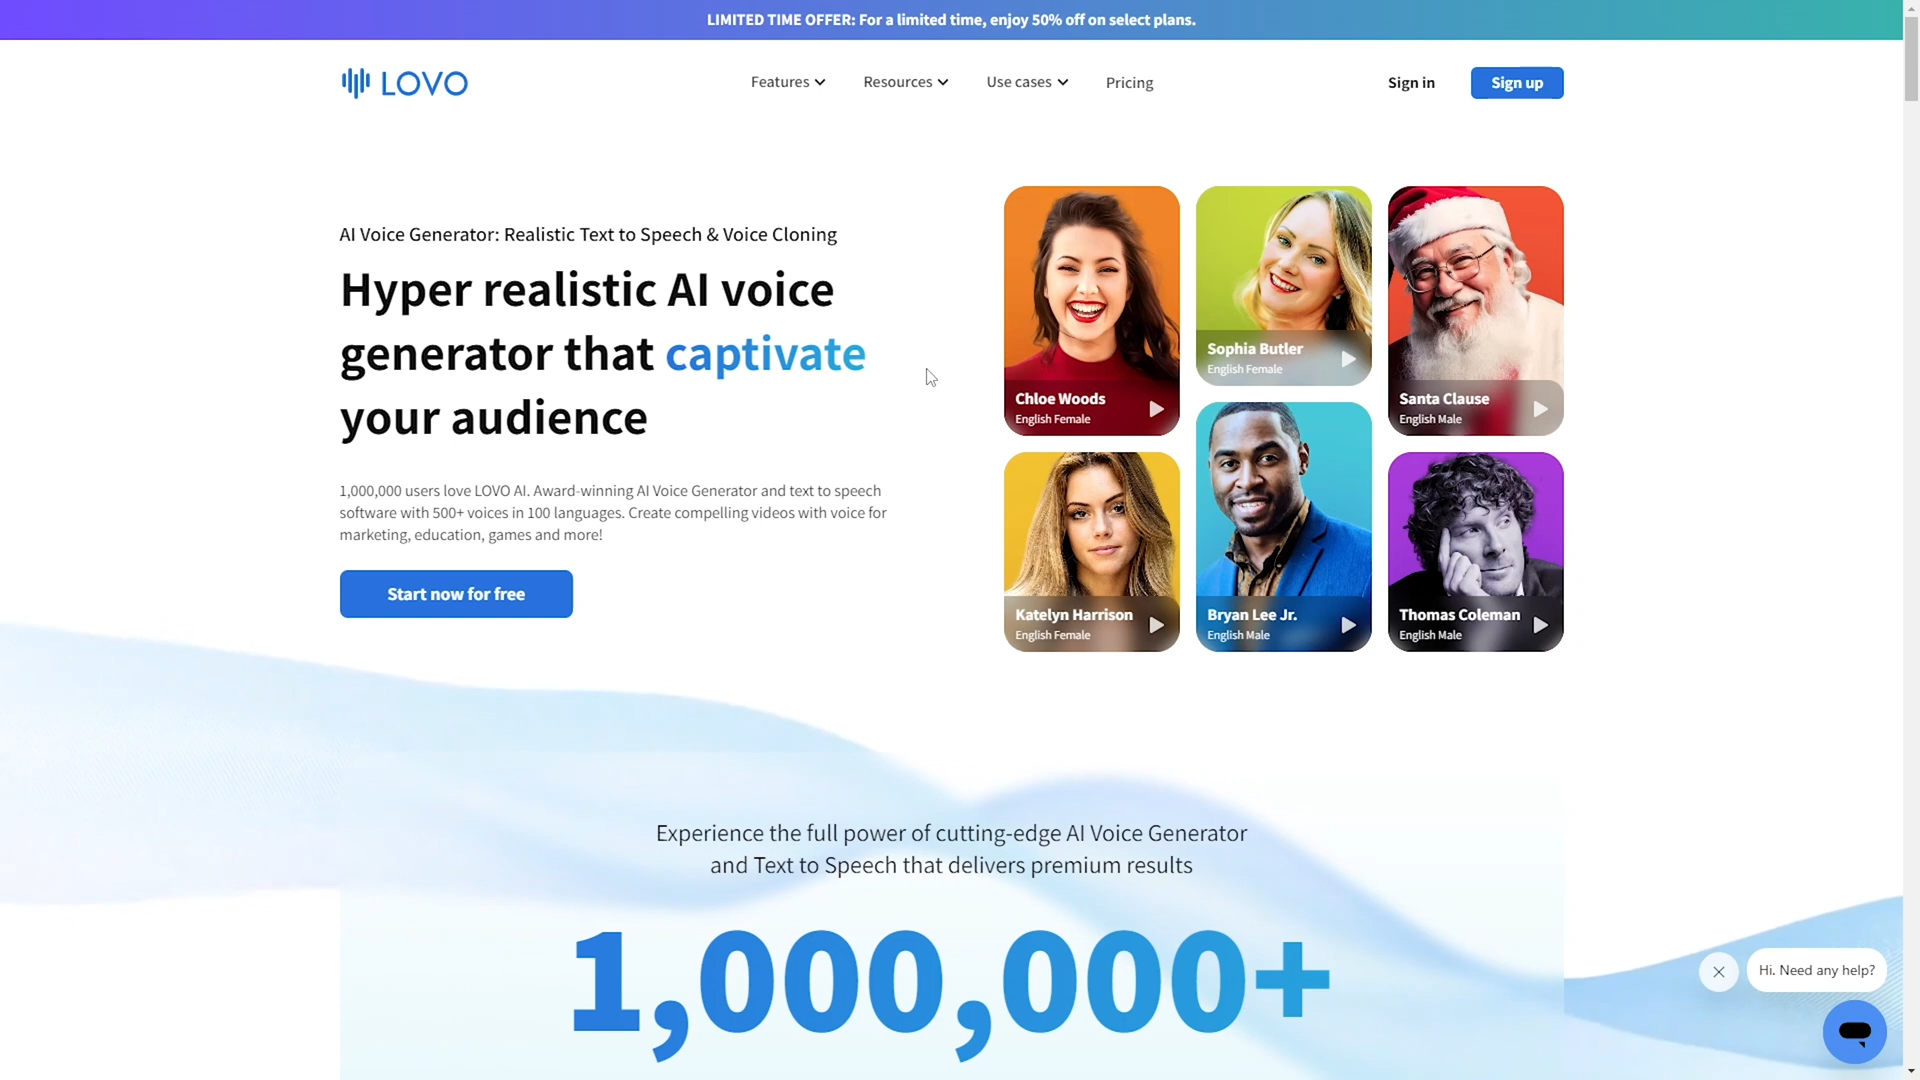 LIMITED TIME OFFER: For a limited time, enjoy 50% off on select plans.
LOVO
Features
Resources
Use cases
Pricing
Sign in
Sign up
AI Voice Generator: Realistic Text to Speech & Voice Cloning
Hyper realistic AI voice
generator that captivate
your audience
1,000,000 users love LOVO AI. Award-winning AI Voice Generator and text to speech
software with 500+ voices in 100 languages. Create compelling videos with voice for
marketing, education, games and more!
Start now for free
Chloe Woods
English Female
Sophia Butler
English Female
Santa Clause
English Male
Katelyn Harrison
English Female
Bryan Lee Jr.
English Male
Thomas Coleman
English Male
Experience the full power of cutting-edge AI Voice Generator
and Text to Speech that delivers premium results
1,000,000+
Hi. Need any help?